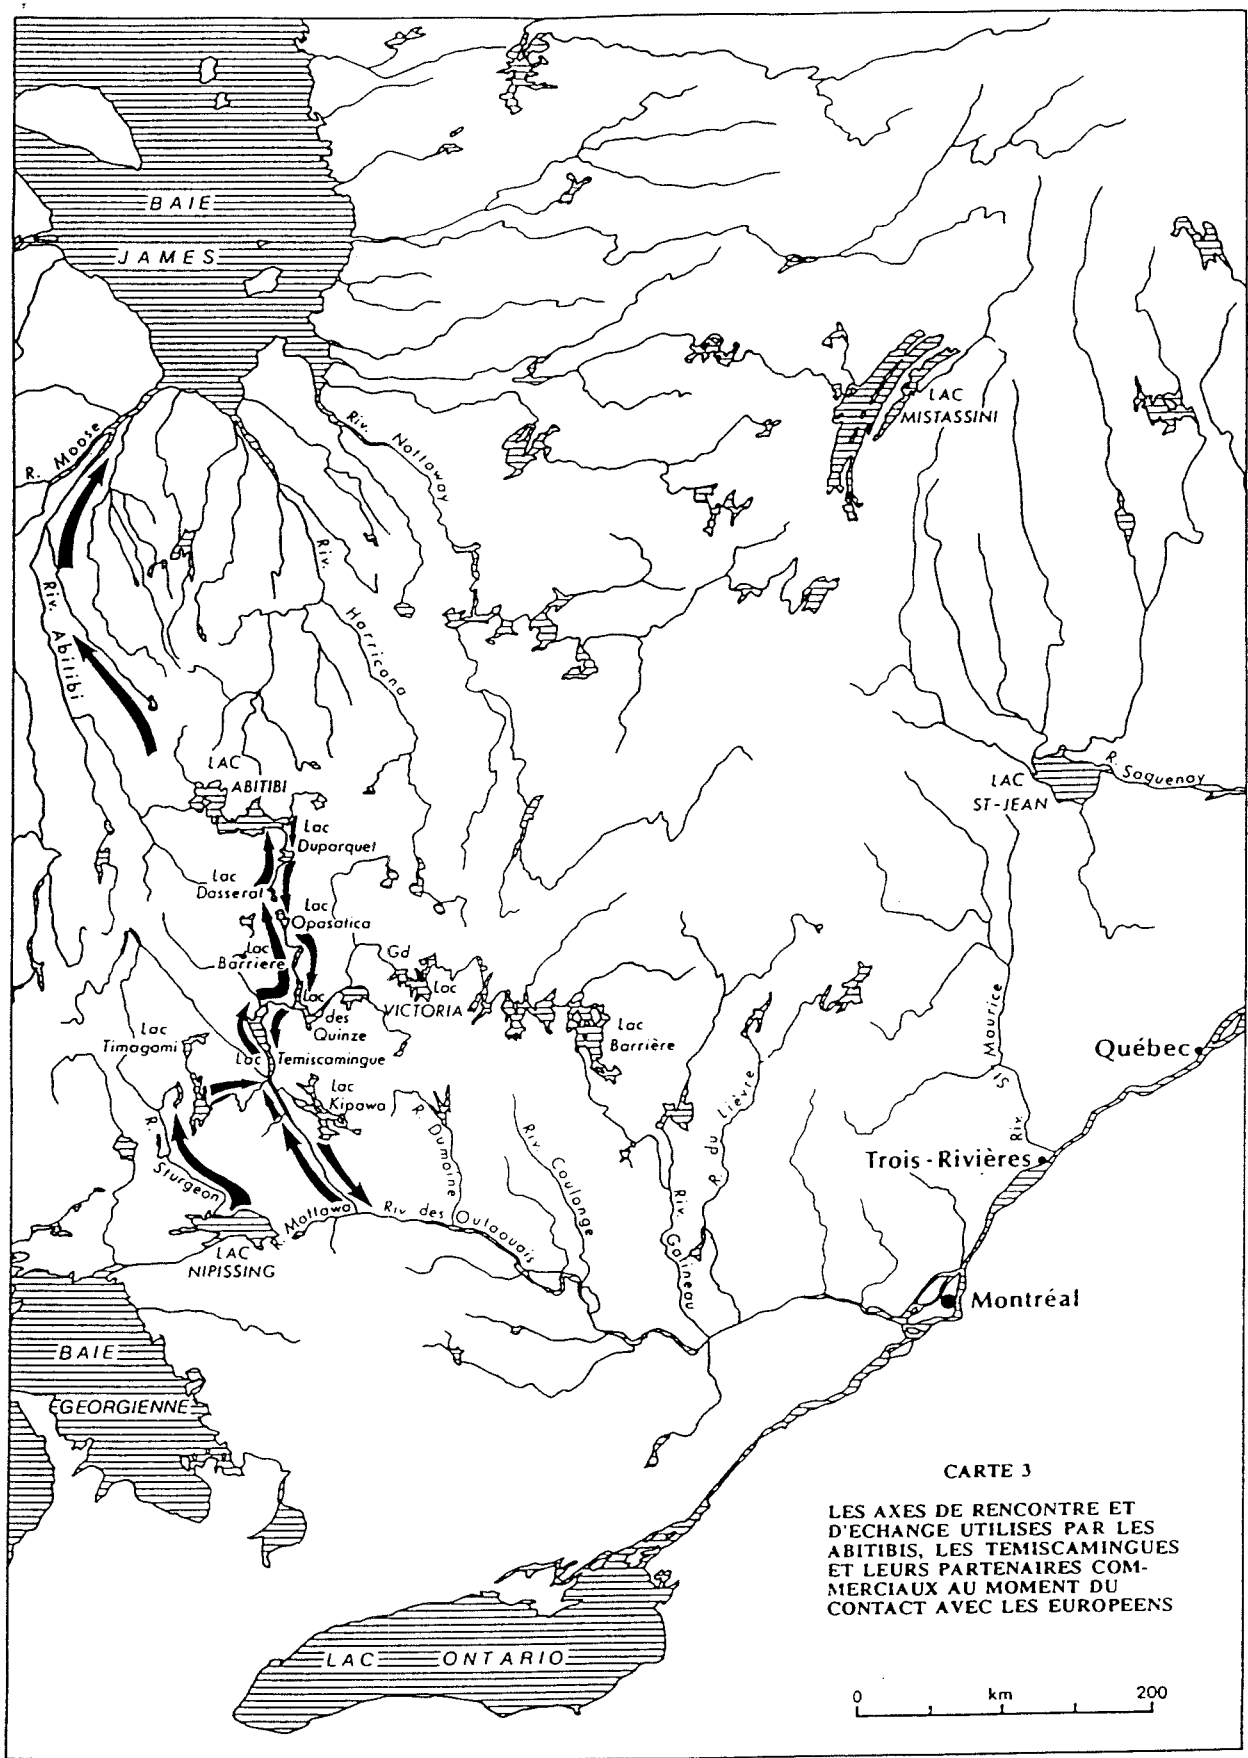 BAIE
JAMES
R. Moose
Riv. Nottaway
LAC
MISTASSINI
Riv. Abitibi
Riv. Harricana
LAC
ABITIBI
R. Saguenay
LAC
ST-JEAN
Lac
Duparquet
Lac
Dasserat
Lac
Opasatica
Lac
Barriere
Gd
Lac
VICTORIA
Lac
des
Quinze
Lac
Barrière
Riv. St Maurice
Québec
Lac
Timagami
Lac Temiscamingue
Lac
Kipawa
R. Dumoine
Riv. Coulonge
R. du Lièvre
Trois-Rivières
R. Sturgeon
R. Mattawa
Riv des Outaouais
Riv. Gatineau
LAC
NIPISSING
Montréal
BAIE
GEORGIENNE
CARTE 3
LES AXES DE RENCONTRE ET
D'ECHANGE UTILISES PAR LES
ABITIBIS, LES TEMISCAMINGUES
ET LEURS PARTENAIRES COM-
MERCIAUX AU MOMENT DU
CONTACT AVEC LES EUROPEENS
LAC ONTARIO
0 km 200